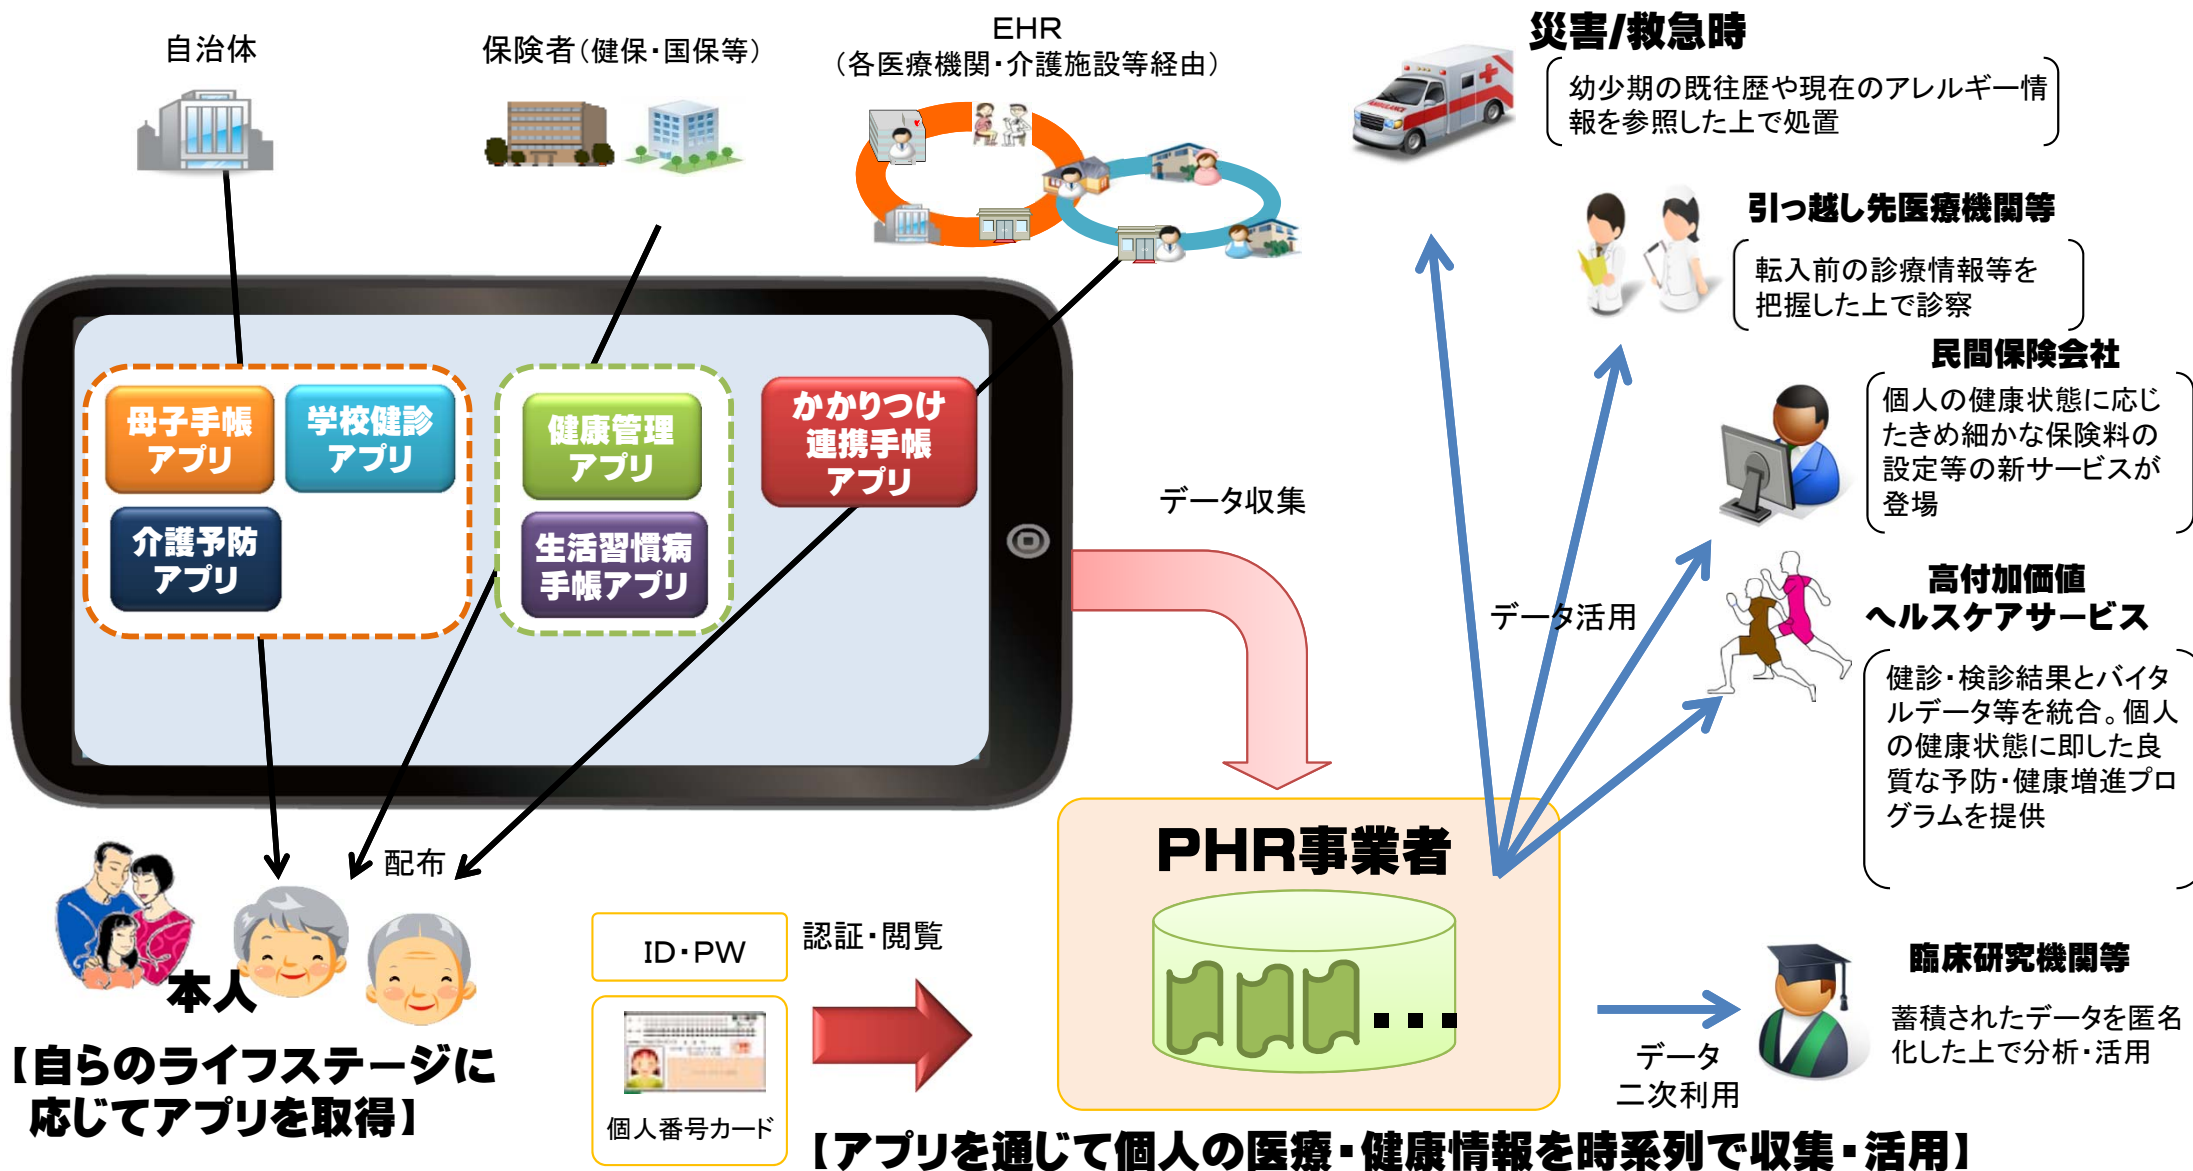 自治体
保険者（健保・国保等）
EHR
（各医療機関・介護施設等経由）
災害/救急時
幼少期の既往歴や現在のアレルギー情
報を参照した上で処置
引っ越し先医療機関等
転入前の診療情報等を
把握した上で診察
民間保険会社
個人の健康状態に応じ
たきめ細かな保険料の
設定等の新サービスが
登場
高付加価値
ヘルスケアサービス
健診・検診結果とバイタ
ルデータ等を統合。個人
の健康状態に即した良
質な予防・健康増進プロ
グラムを提供
母子手帳
アプリ
学校健診
アプリ
介護予防
アプリ
健康管理
アプリ
生活習慣病
手帳アプリ
かかりつけ
連携手帳
アプリ
データ収集
データ活用
配布
本人
【自らのライフステージに
応じてアプリを取得】
ID・PW
個人番号カード
認証・閲覧
PHR事業者
データ
二次利用
臨床研究機関等
蓄積されたデータを匿名
化した上で分析・活用
【アプリを通じて個人の医療・健康情報を時系列で収集・活用】
AMBULANCE